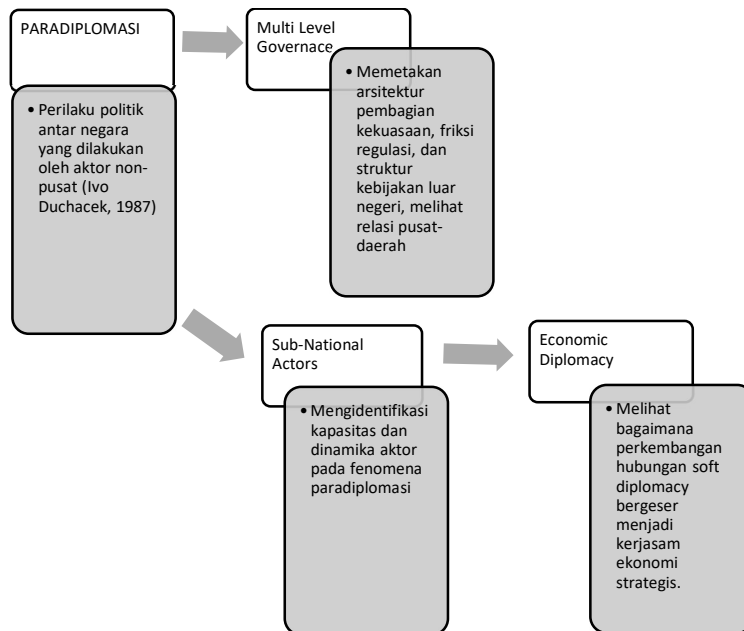 PARADIPLOMASI
• Perilaku politik
antar negara
yang dilakukan
oleh aktor non-
pusat (Ivo
Duchacek, 1987)
Multi Level
Governace
• Memetakan
arsitektur
pembagian
kekuasaan, friksi
regulasi, dan
struktur
kebijakan luar
negeri, melihat
relasi pusat-
daerah
Sub-National
Actors
• Mengidentifikasi
kapasitas dan
dinamika aktor
pada fenomena
paradiplomasi
Economic
Diplomacy
• Melihat
bagaimana
perkembangan
hubungan soft
diplomacy
bergeser
menjadi
kerjasam
ekonomi
strategis.